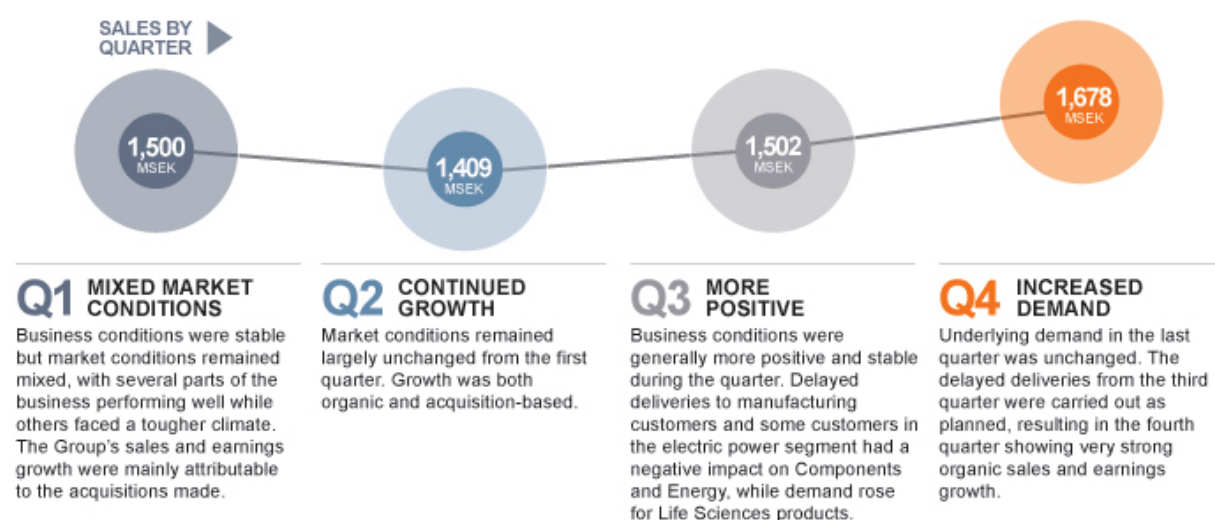 SALES BY
QUARTER
1,500
MSEK
1,409
MSEK
1,502
MSEK
1,678
MSEK
Q1 MIXED MARKET
CONDITIONS
Business conditions were stable
but market conditions remained
mixed, with several parts of the
business performing well while
others faced a tougher climate.
The Group's sales and earnings
growth were mainly attributable
to the acquisitions made.
Q2 CONTINUED
GROWTH
Market conditions remained
largely unchanged from the first
quarter. Growth was both
organic and acquisition-based.
Q3 MORE
POSITIVE
Business conditions were
generally more positive and stable
during the quarter. Delayed
deliveries to manufacturing
customers and some customers in
the electric power segment had a
negative impact on Components
and Energy, while demand rose
for Life Sciences products.
Q4 INCREASED
DEMAND
Underlying demand in the last
quarter was unchanged. The
delayed deliveries from the third
quarter were carried out as
planned, resulting in the fourth
quarter showing very strong
organic sales and earnings
growth.